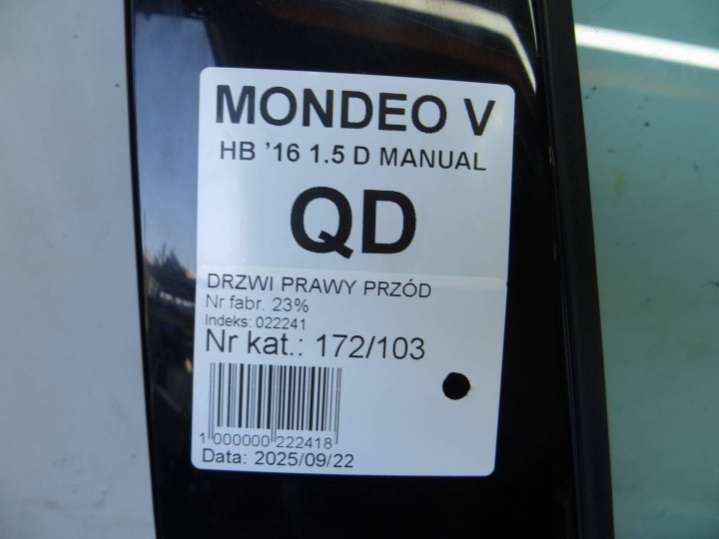 MONDEO V
HB '16 1.5 D MANUAL
QD
DRZWI PRAWY PRZÓD
Nr fabr. 23%
Indeks: 022241
Nr kat.: 172/103
1 000000 222418
Data: 2025/09/22